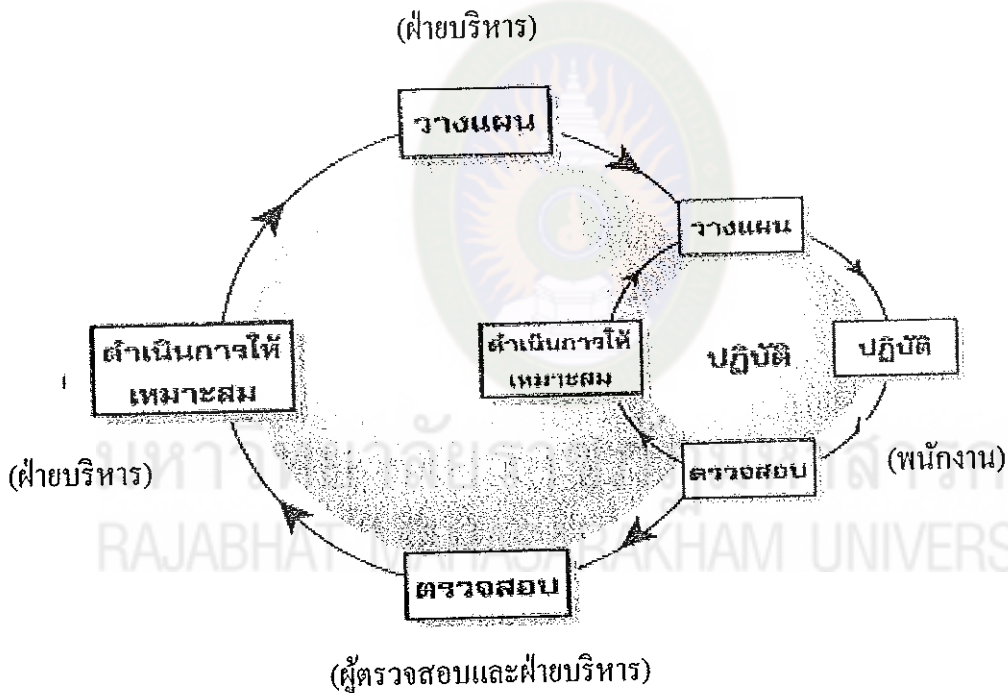 (ฝ่ายบริหาร)
วางแผน
วางแผน
ดำเนินการให้
เหมาะสม
ดำเนินการให้
เหมาะสม
ปฏิบัติ
ปฏิบัติ
(ฝ่ายบริหาร)
ตรวจสอบ
(พนักงาน)
ตรวจสอบ
(ผู้ตรวจสอบและฝ่ายบริหาร)
RAJABHAT UNIVERS